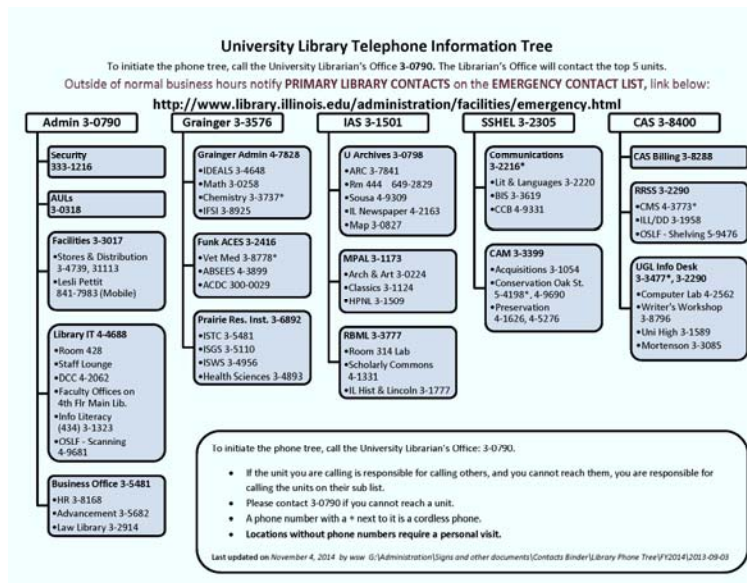 University Library Telephone Information Tree
To initiate the phone tree, call the University Librarian's Office 3-0790. The Librarian's Office will contact the top 5 units.
Outside of normal business hours notify PRIMARY LIBRARY CONTACTS on the EMERGENCY CONTACT LIST, link below:
http://www.library.illinois.edu/administration/facilities/emergency.html
Admin 3-0790
Security
333-1216
AULs
3-0318
Facilities 3-3017
•Stores & Distribution
3-4739, 31113
•Lesli Pettit
841-7983 (Mobile)
Library IT 4-4688
•Room 428
•Staff Lounge
•DCC 4-2062
•Faculty Offices on
4th Flr Main Lib.
•Info Literacy
(434) 3-1323
•OSLF - Scanning
4-9681
Business Office 3-5481
•HR 3-8168
•Advancement 3-5682
•Law Library 3-2914
Grainger 3-3576
Grainger Admin 4-7828
•IDEALS 3-4648
•Math 3-0258
•Chemistry 3-3737*
•IFSI 3-8925
Funk ACES 3-2416
•Vet Med 3-8778*
•ABSEES 4-3899
•ACDC 300-0029
Prairie Res. Inst. 3-6892
•ISTC 3-5481
•ISGS 3-5110
•ISWS 3-4956
•Health Sciences 3-4893
IAS 3-1501
U Archives 3-0798
•ARC 3-7841
•Rm 444 649-2829
•Sousa 4-9309
•IL Newspaper 4-2163
•Map 3-0827
MPAL 3-1173
•Arch & Art 3-0224
•Classics 3-1124
•HPNL 3-1509
RBML 3-3777
•Room 314 Lab
•Scholarly Commons
4-1331
•IL Hist & Lincoln 3-1777
SSHEL 3-2305
Communications
3-2216*
•Lit & Languages 3-2220
•BIS 3-3619
•CCB 4-9331
CAM 3-3399
•Acquisitions 3-1054
•Conservation Oak St.
5-4198*, 4-9690
•Preservation
4-1626, 4-5276
CAS 3-8400
CAS Billing 3-8288
RRSS 3-2290
•CMS 4-3773*
•ILL/DD 3-1958
•OSLF - Shelving 5-9476
UGL Info Desk
3-3477*, 3-2290
•Computer Lab 4-2562
•Writer's Workshop
3-8796
•Uni High 3-1589
•Mortenson 3-3085
To initiate the phone tree, call the University Librarian's Office: 3-0790.
• If the unit you are calling is responsible for calling others, and you cannot reach them, you are responsible for
calling the units on their sub list.
• Please contact 3-0790 if you cannot reach a unit.
• A phone number with a * next to it is a cordless phone.
• Locations without phone numbers require a personal visit.
Last updated on November 4, 2014 by wsw G:\Administration\Signs and other documents\Contacts Binder\Library Phone Tree\FY2014\2013-09-03